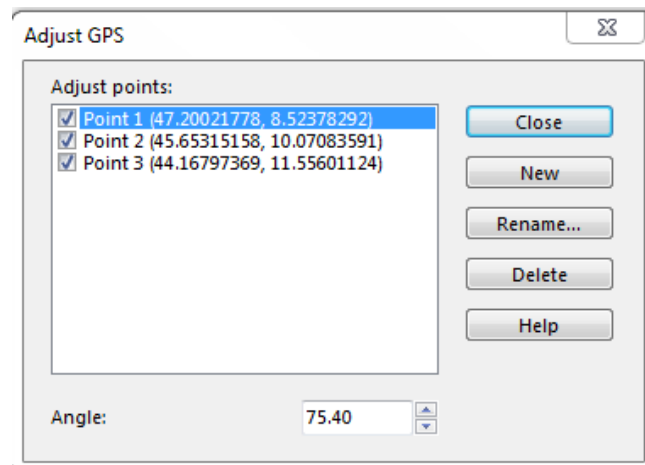 Adjust GPS
Adjust points:
Point 1 (47.20021778, 8.52378292)
Point 2 (45.65315158, 10.07083591)
Point 3 (44.16797369, 11.55601124)
Close
New
Rename...
Delete
Help
Angle: 75.40